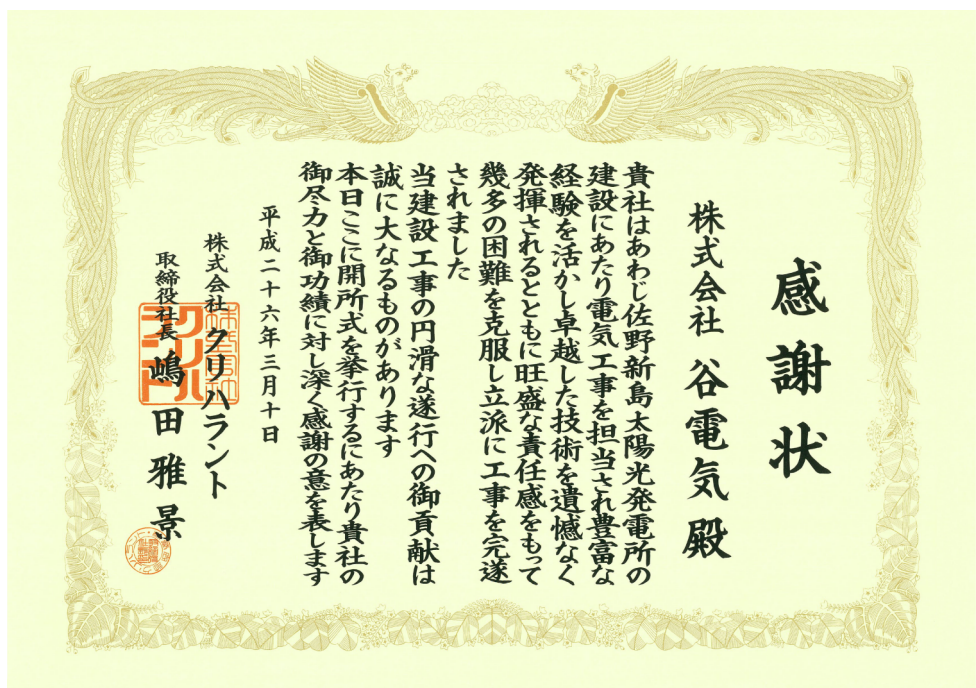 感謝状
株式会社 谷電気 殿
貴社はあわじ佐野新島太陽光発電所の
建設にあたり電気工事を担当され豊富な
経験を活かし卓越した技術を遺憾なく
発揮されるとともに旺盛な責任感をもって
幾多の困難を克服し立派に工事を完遂
されました
当建設工事の円滑な遂行への御貢献は
誠に大なるものがあります
本日ここに開所式を挙行するにあたり貴社の
御尽力と御功績に対し深く感謝の意を表します
平成二十六年三月十日
株式会社 クリハラント
取締役社長 嶋田雅景